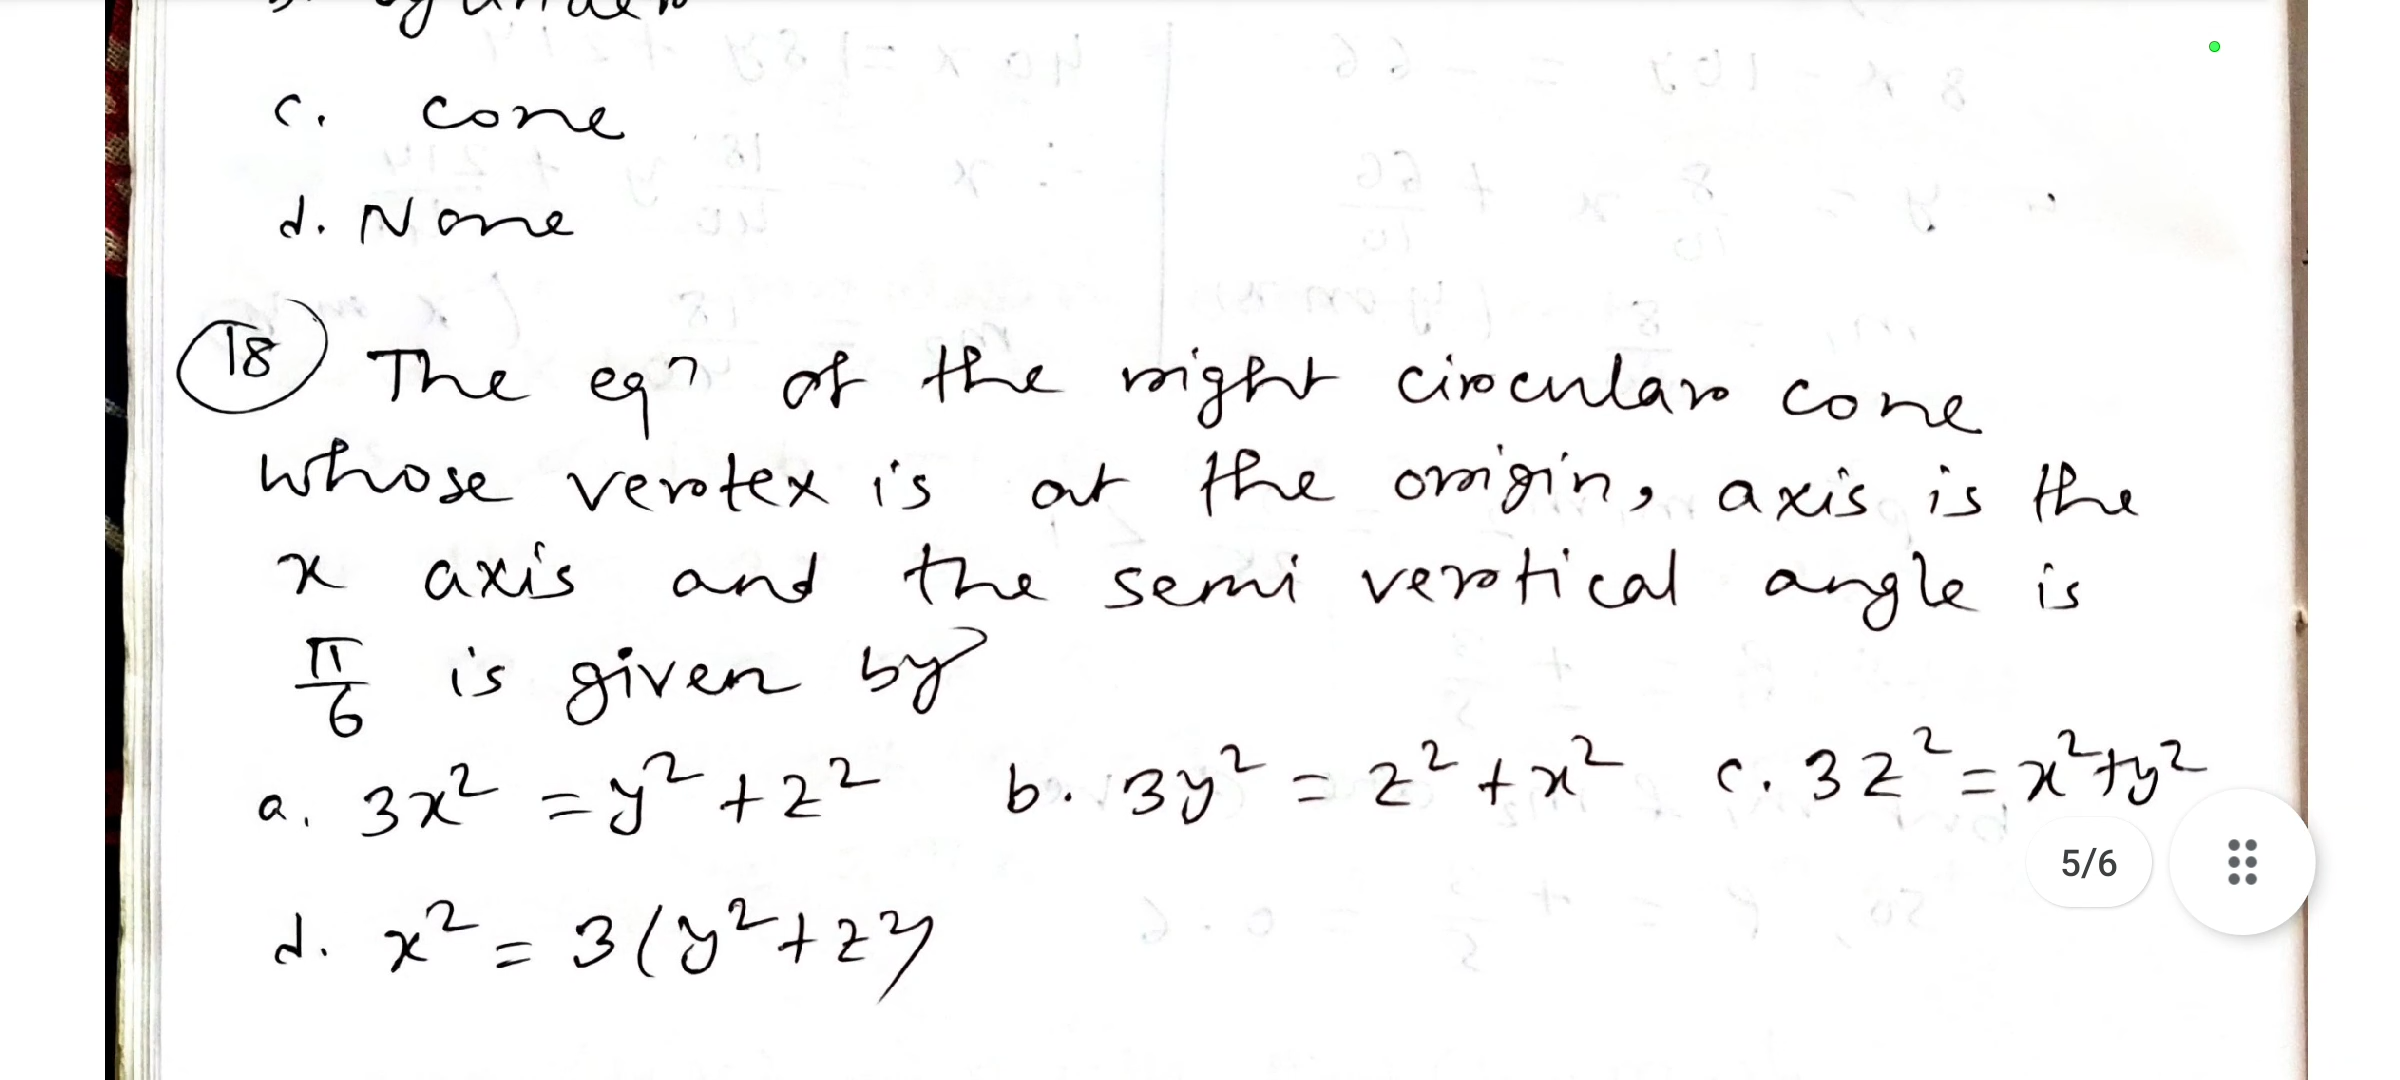 c. cone
d. None
18 The eqn of the right circular cone
whose vertex is at the origin, axis is the
x axis and the semi vertical angle is
π/6 is given by
a. 3x² = y² + z² b. 3y² = z² + x² c. 3z² = x² + y²
5/6
d. x² = 3(y² + z²)